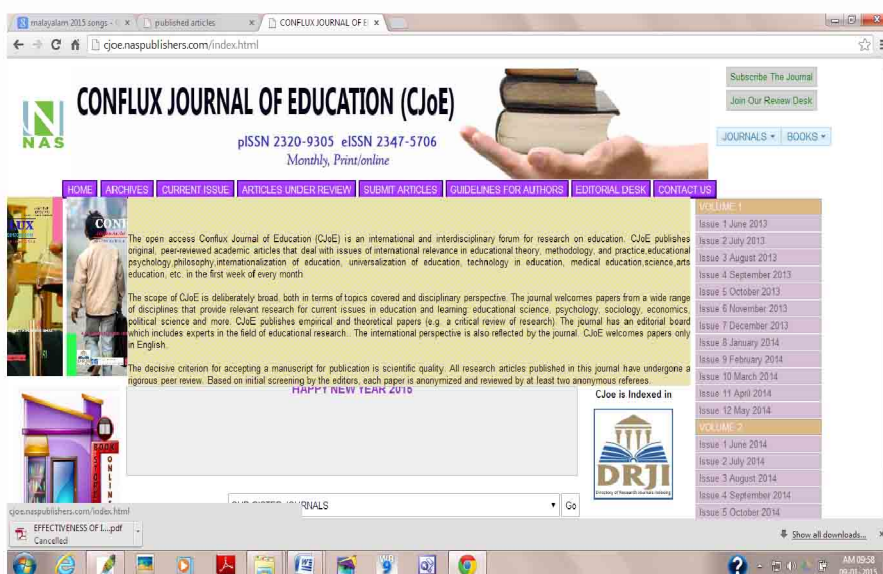 malayalam 2015 songs -
published articles
CONFLUX JOURNAL OF E
cjoe.naspublishers.com/index.html
Subscribe The Journal
Join Our Review Desk
JOURNALS
BOOKS
NAS
CONFLUX JOURNAL OF EDUCATION (CJoE)
pISSN 2320-9305 eISSN 2347-5706
Monthly, Print/online
HOME
ARCHIVES
CURRENT ISSUE
ARTICLES UNDER REVIEW
SUBMIT ARTICLES
GUIDELINES FOR AUTHORS
EDITORIAL DESK
CONTACT US
The open access Conflux Journal of Education (CJoE) is an international and interdisciplinary forum for research on education. CJoE publishes
original, peer-reviewed academic articles that deal with issues of international relevance in educational theory, methodology, and practice,educational
psychology,philosophy,internationalization of education, universalization of education, technology in education, medical education,science,arts
education, etc. in the first week of every month
The scope of CJoE is deliberately broad, both in terms of topics covered and disciplinary perspective. The journal welcomes papers from a wide range
of disciplines that provide relevant research for current issues in education and learning: educational science, psychology, sociology, economics,
political science and more. CJoE publishes empirical and theoretical papers (e.g. a critical review of research) The journal has an editorial board
which includes experts in the field of educational research.. The international perspective is also reflected by the journal. CJoE welcomes papers only
in English.
The decisive criterion for accepting a manuscript for publication is scientific quality. All research articles published in this journal have undergone a
rigorous peer review. Based on initial screening by the editors, each paper is anonymized and reviewed by at least two anonymous referees.
HAPPY NEW YEAR 2015
CJoe is Indexed in
DRJI
Directory of Research Journals Indexing
VOLUME 1
Issue 1 June 2013
Issue 2 July 2013
Issue 3 August 2013
Issue 4 September 2013
Issue 5 October 2013
Issue 6 November 2013
Issue 7 December 2013
Issue 8 January 2014
Issue 9 February 2014
Issue 10 March 2014
Issue 11 April 2014
Issue 12 May 2014
VOLUME 2
Issue 1 June 2014
Issue 2 July 2014
Issue 3 August 2014
Issue 4 September 2014
Issue 5 October 2014
BOOKS
ONLINE
OUR SISTER JOURNALS
Go
cjoe.naspublishers.com/index.html
EFFECTIVENESS OF I....pdf
Cancelled
Show all downloads...
AM 09:58
09-01-2015